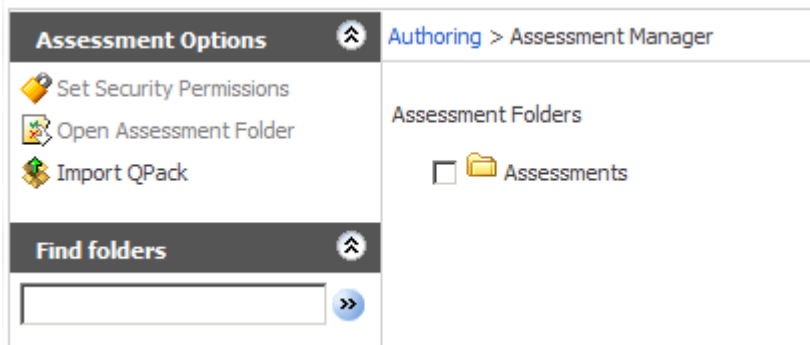 Assessment Options
Set Security Permissions
Open Assessment Folder
Import QPack
Find folders
Authoring > Assessment Manager
Assessment Folders
Assessments